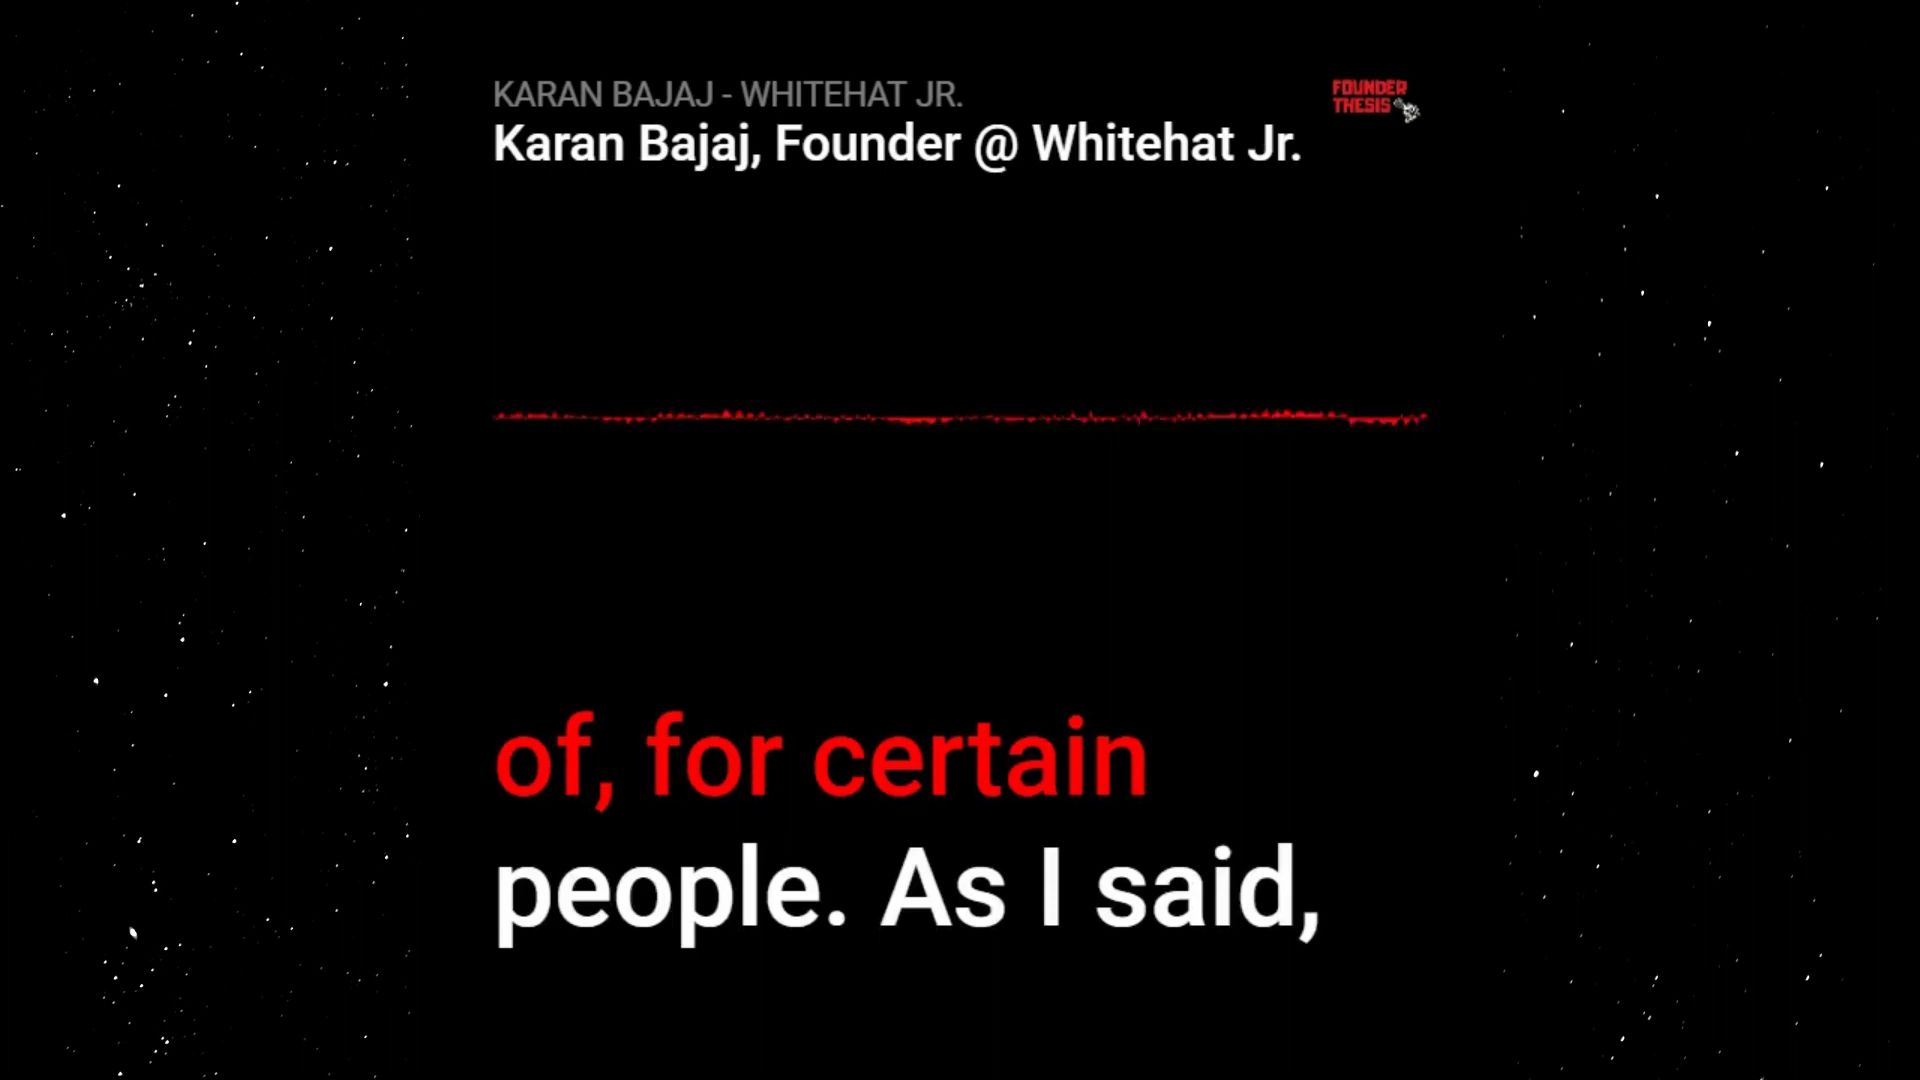 KARAN BAJAJ - WHITEHAT JR.
Karan Bajaj, Founder @ Whitehat Jr.
FOUNDER
THESIS
of, for certain
people. As I said,